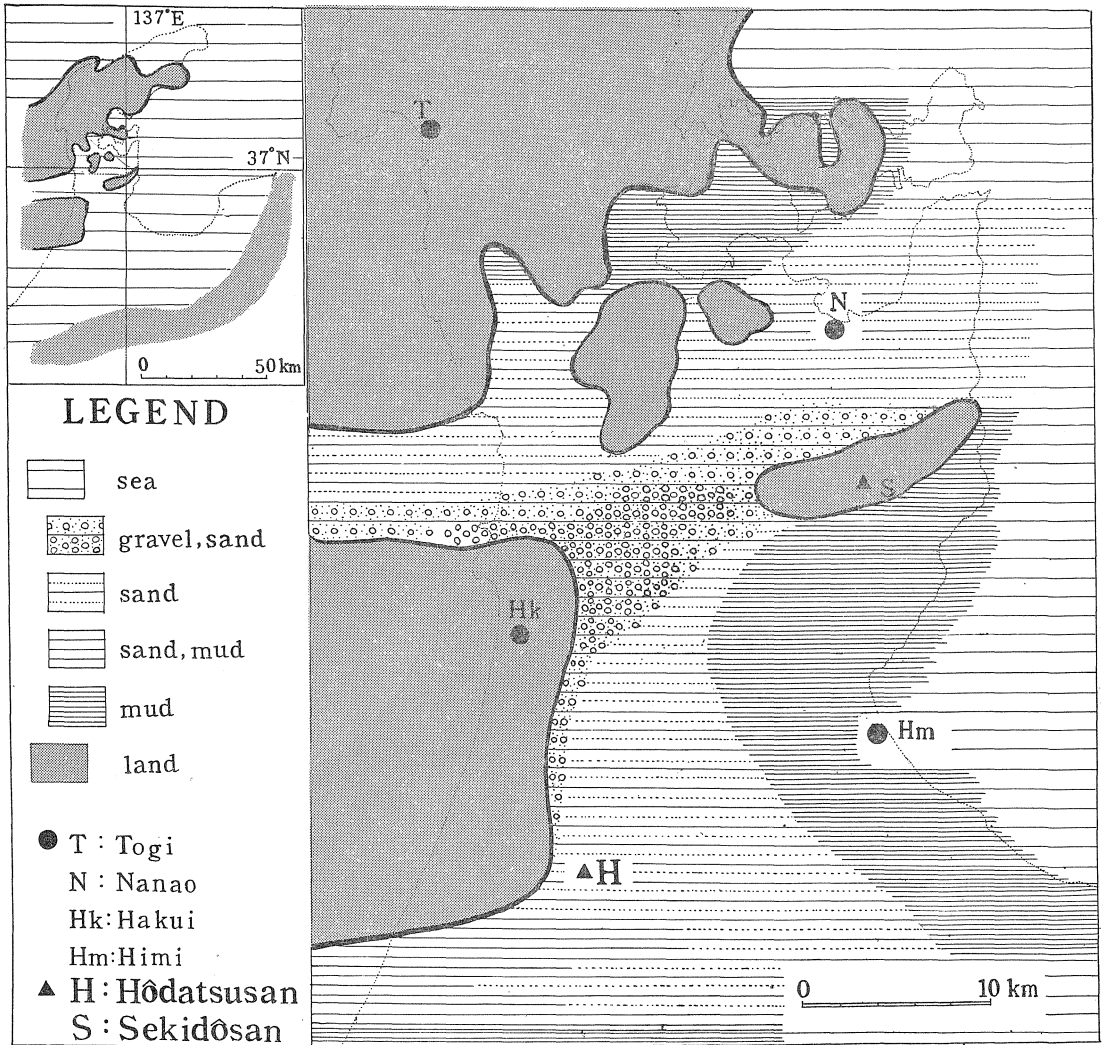 137°E
37°N
0 50 km
LEGEND
sea
gravel, sand
sand
sand, mud
mud
land
T : Togi
N : Nanao
Hk: Hakui
Hm: Himi
H : Hôdatsusan
S : Sekidôsan
T
N
S
Hk
Hm
H
0 10 km